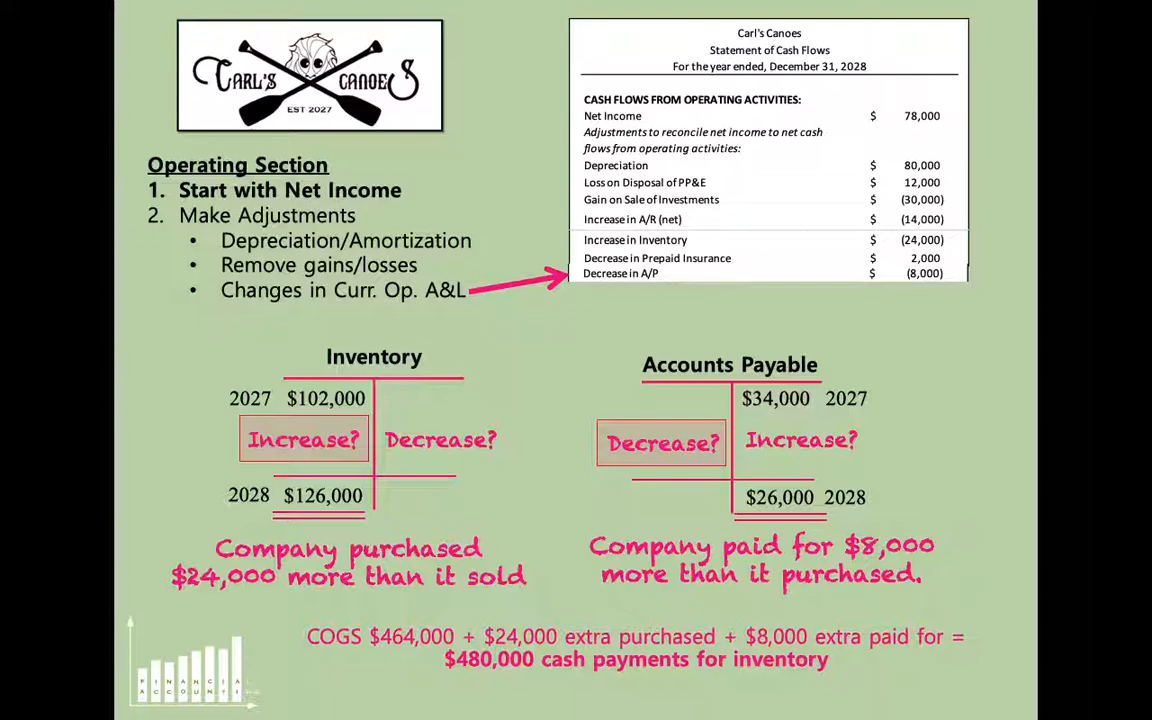 CARL'S CANOES
EST 2027
Carl's Canoes
Statement of Cash Flows
For the year ended, December 31, 2028
CASH FLOWS FROM OPERATING ACTIVITIES:
Net Income $ 78,000
Adjustments to reconcile net income to net cash
flows from operating activities:
Depreciation $ 80,000
Loss on Disposal of PP&E $ 12,000
Gain on Sale of Investments $ (30,000)
Increase in A/R (net) $ (14,000)
Increase in Inventory $ (24,000)
Decrease in Prepaid Insurance $ 2,000
Decrease in A/P $ (8,000)
Operating Section
1. Start with Net Income
2. Make Adjustments
• Depreciation/Amortization
• Remove gains/losses
• Changes in Curr. Op. A&L
Inventory
2027 $102,000
Increase? Decrease?
2028 $126,000
Company purchased
$24,000 more than it sold
Accounts Payable
$34,000 2027
Decrease? Increase?
$26,000 2028
Company paid for $8,000
more than it purchased.
COGS $464,000 + $24,000 extra purchased + $8,000 extra paid for =
$480,000 cash payments for inventory
FINANCIAL
ACCOUNTING